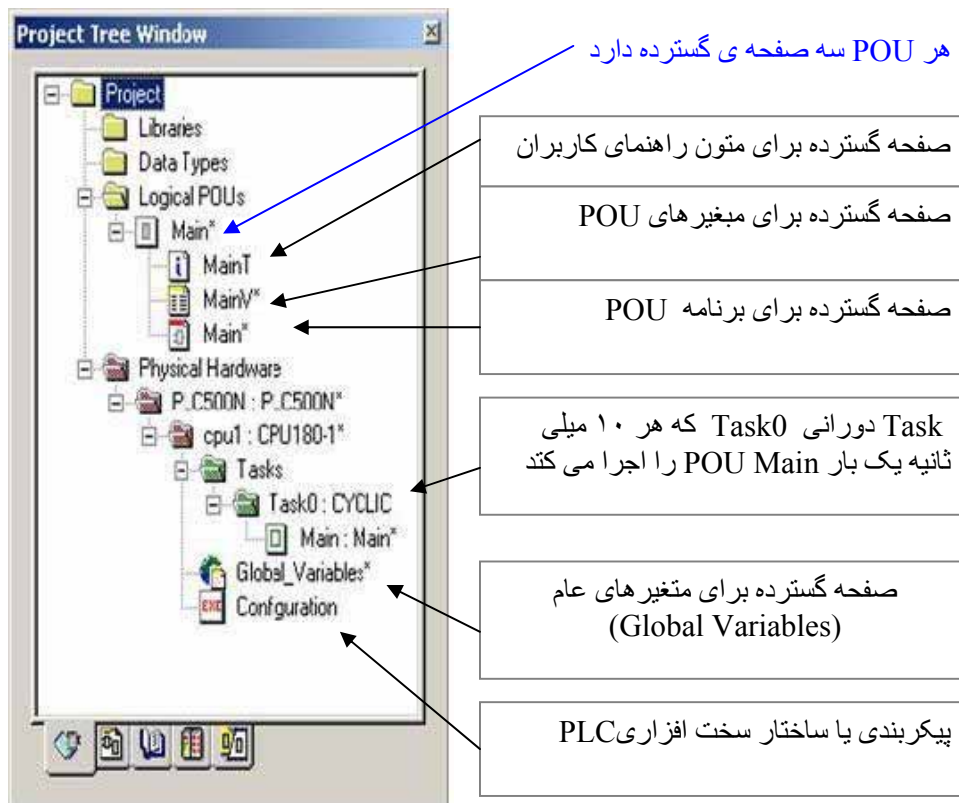 Project Tree Window
Project
Libraries
Data Types
Logical POUs
Main*
MainT
MainV*
Main*
Physical Hardware
P_C500N : P_C500N*
cpu1 : CPU180-1*
Tasks
Task0 : CYCLIC
Main : Main*
Global_Variables*
Configuration
هر POU سه صفحه ی گسترده دارد
صفحه گسترده برای متون راهنمای کاربران
صفحه گسترده برای مبغیرهای POU
صفحه گسترده برای برنامه POU
Task دورانی Task0 که هر ۱۰ میلی
ثانیه یک بار POU Main را اجرا می کتد
صفحه گسترده برای متغیرهای عام
(Global Variables)
پیکربندی یا ساختار سخت افزاریPLC